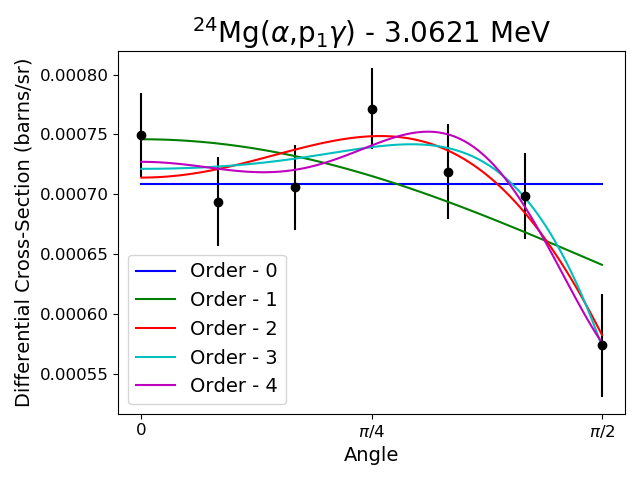 ²⁴Mg(α,p₁γ) - 3.0621 MeV
Differential Cross-Section (barns/sr)
0.00080
0.00075
0.00070
0.00065
0.00060
0.00055
Order - 0
Order - 1
Order - 2
Order - 3
Order - 4
0
π/4
π/2
Angle